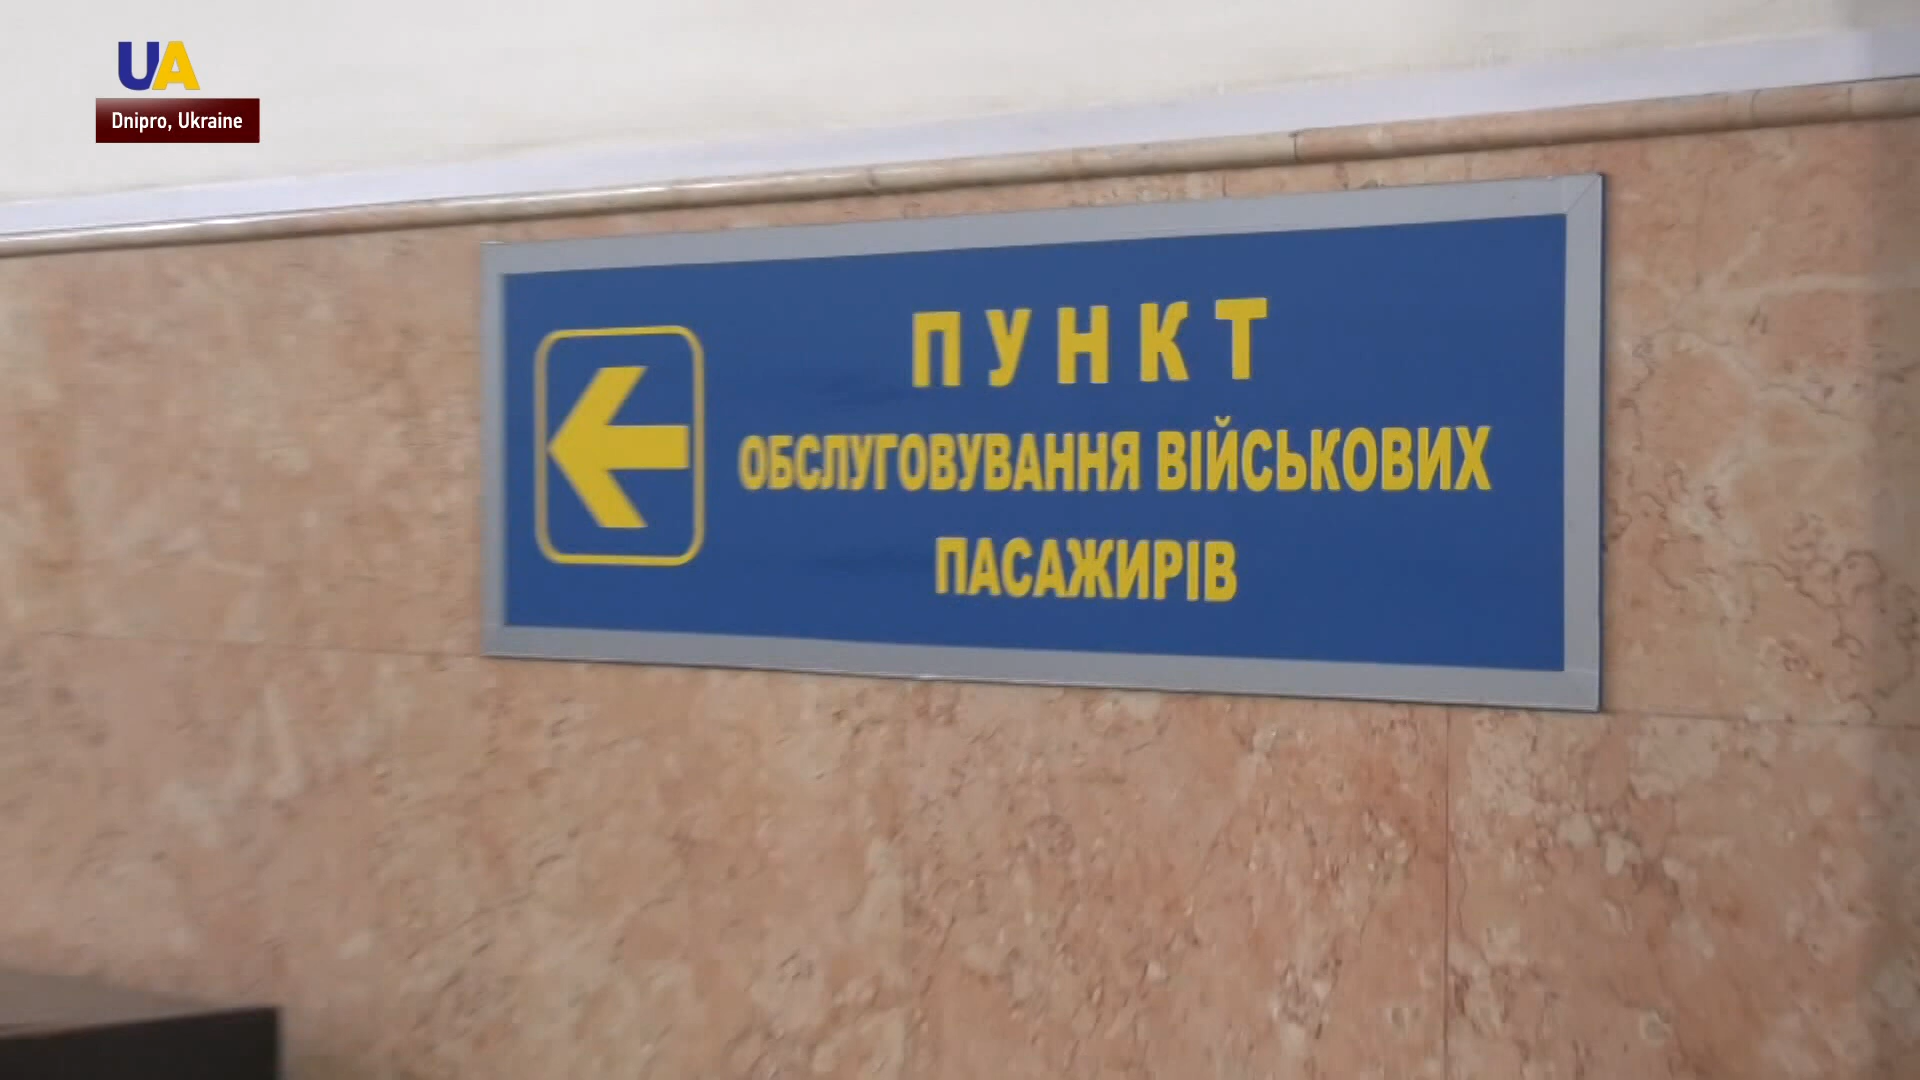 UA
Dnipro, Ukraine
ПУНКТ
ОБСЛУГОВУВАННЯ ВІЙСЬКОВИХ
ПАСАЖИРІВ